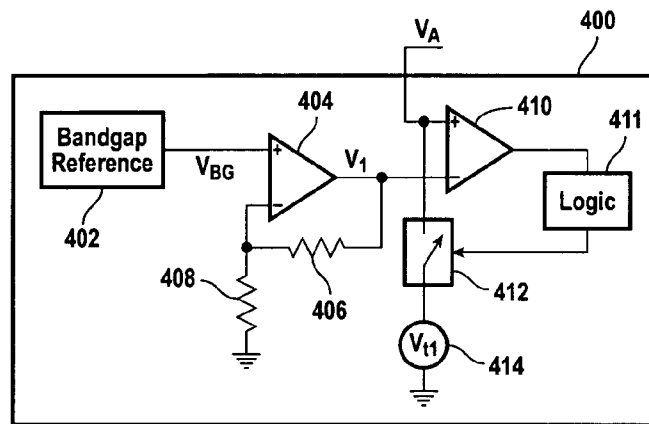 400
V_A
404
410
411
Bandgap
Reference
+
V_BG
V_1
+
−
−
Logic
402
408
406
412
V_t1
414